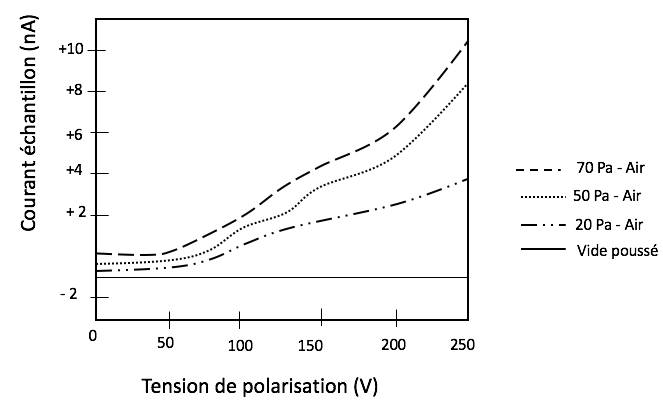 Courant échantillon (nA)
+10
+8
+6
+4
+ 2
- 2
0
50
100
150
200
250
Tension de polarisation (V)
70 Pa - Air
50 Pa - Air
20 Pa - Air
Vide poussé